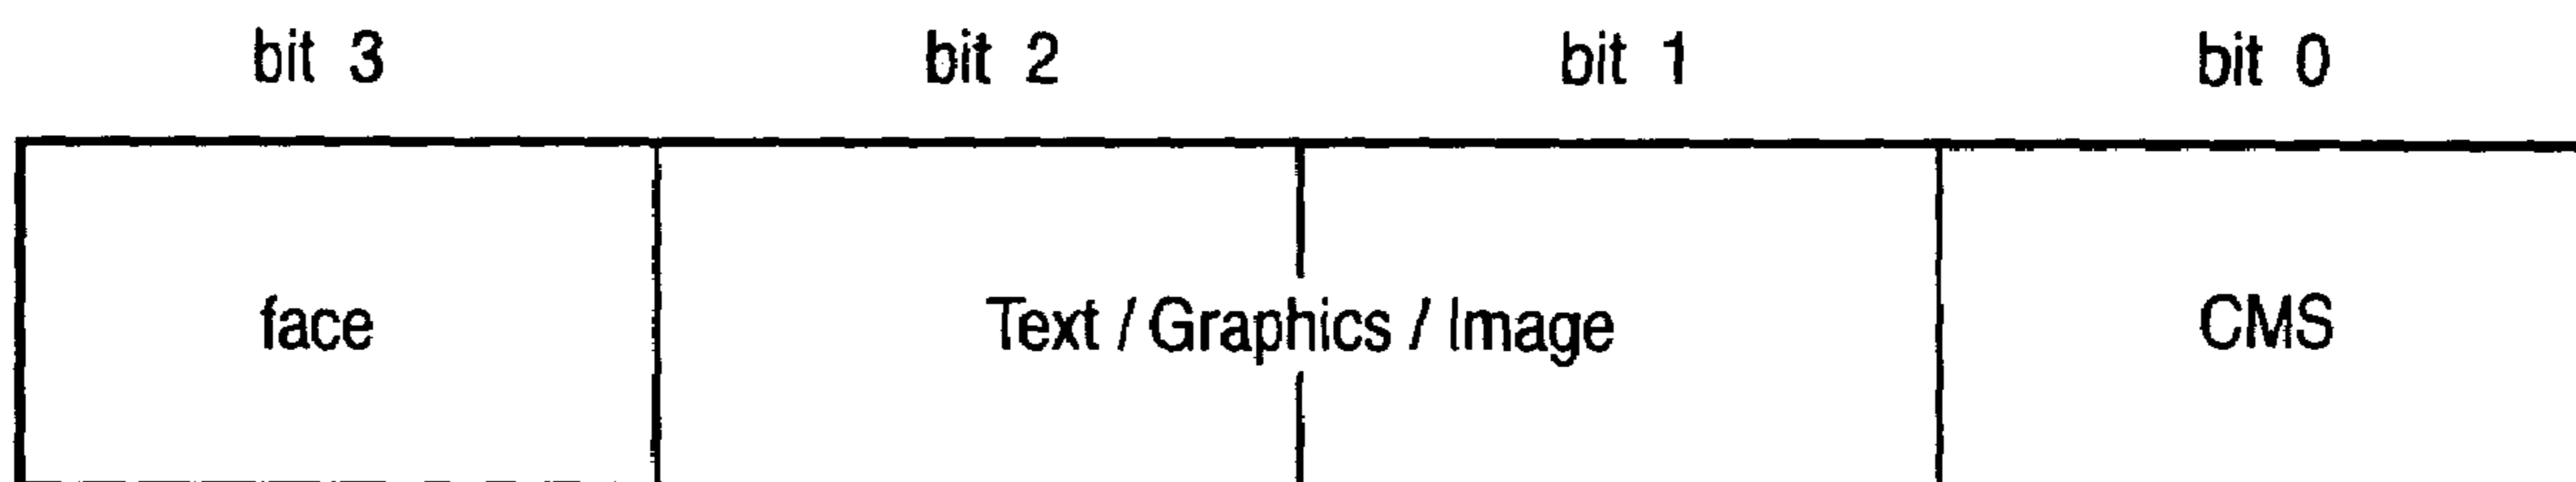 bit 3 bit 2 bit 1 bit 0
face Text / Graphics / Image CMS